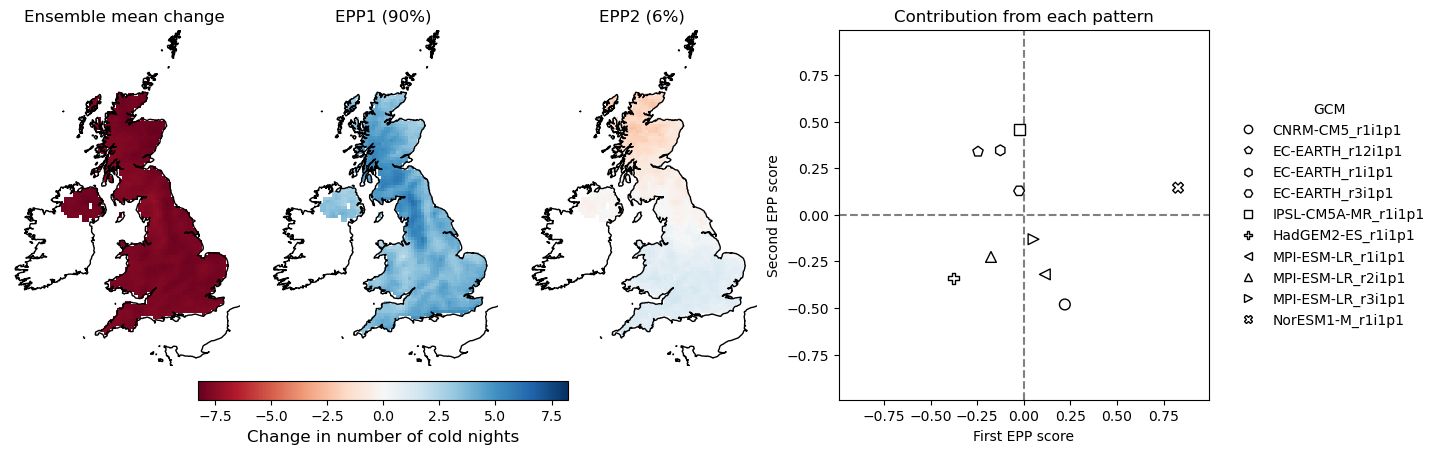 Ensemble mean change
EPP1 (90%)
EPP2 (6%)
Contribution from each pattern
−7.5 −5.0 −2.5 0.0 2.5 5.0 7.5
Change in number of cold nights
Second EPP score
0.75
0.50
0.25
0.00
−0.25
−0.50
−0.75
−0.75 −0.50 −0.25 0.00 0.25 0.50 0.75
First EPP score
GCM
CNRM-CM5_r1i1p1
EC-EARTH_r12i1p1
EC-EARTH_r1i1p1
EC-EARTH_r3i1p1
IPSL-CM5A-MR_r1i1p1
HadGEM2-ES_r1i1p1
MPI-ESM-LR_r1i1p1
MPI-ESM-LR_r2i1p1
MPI-ESM-LR_r3i1p1
NorESM1-M_r1i1p1